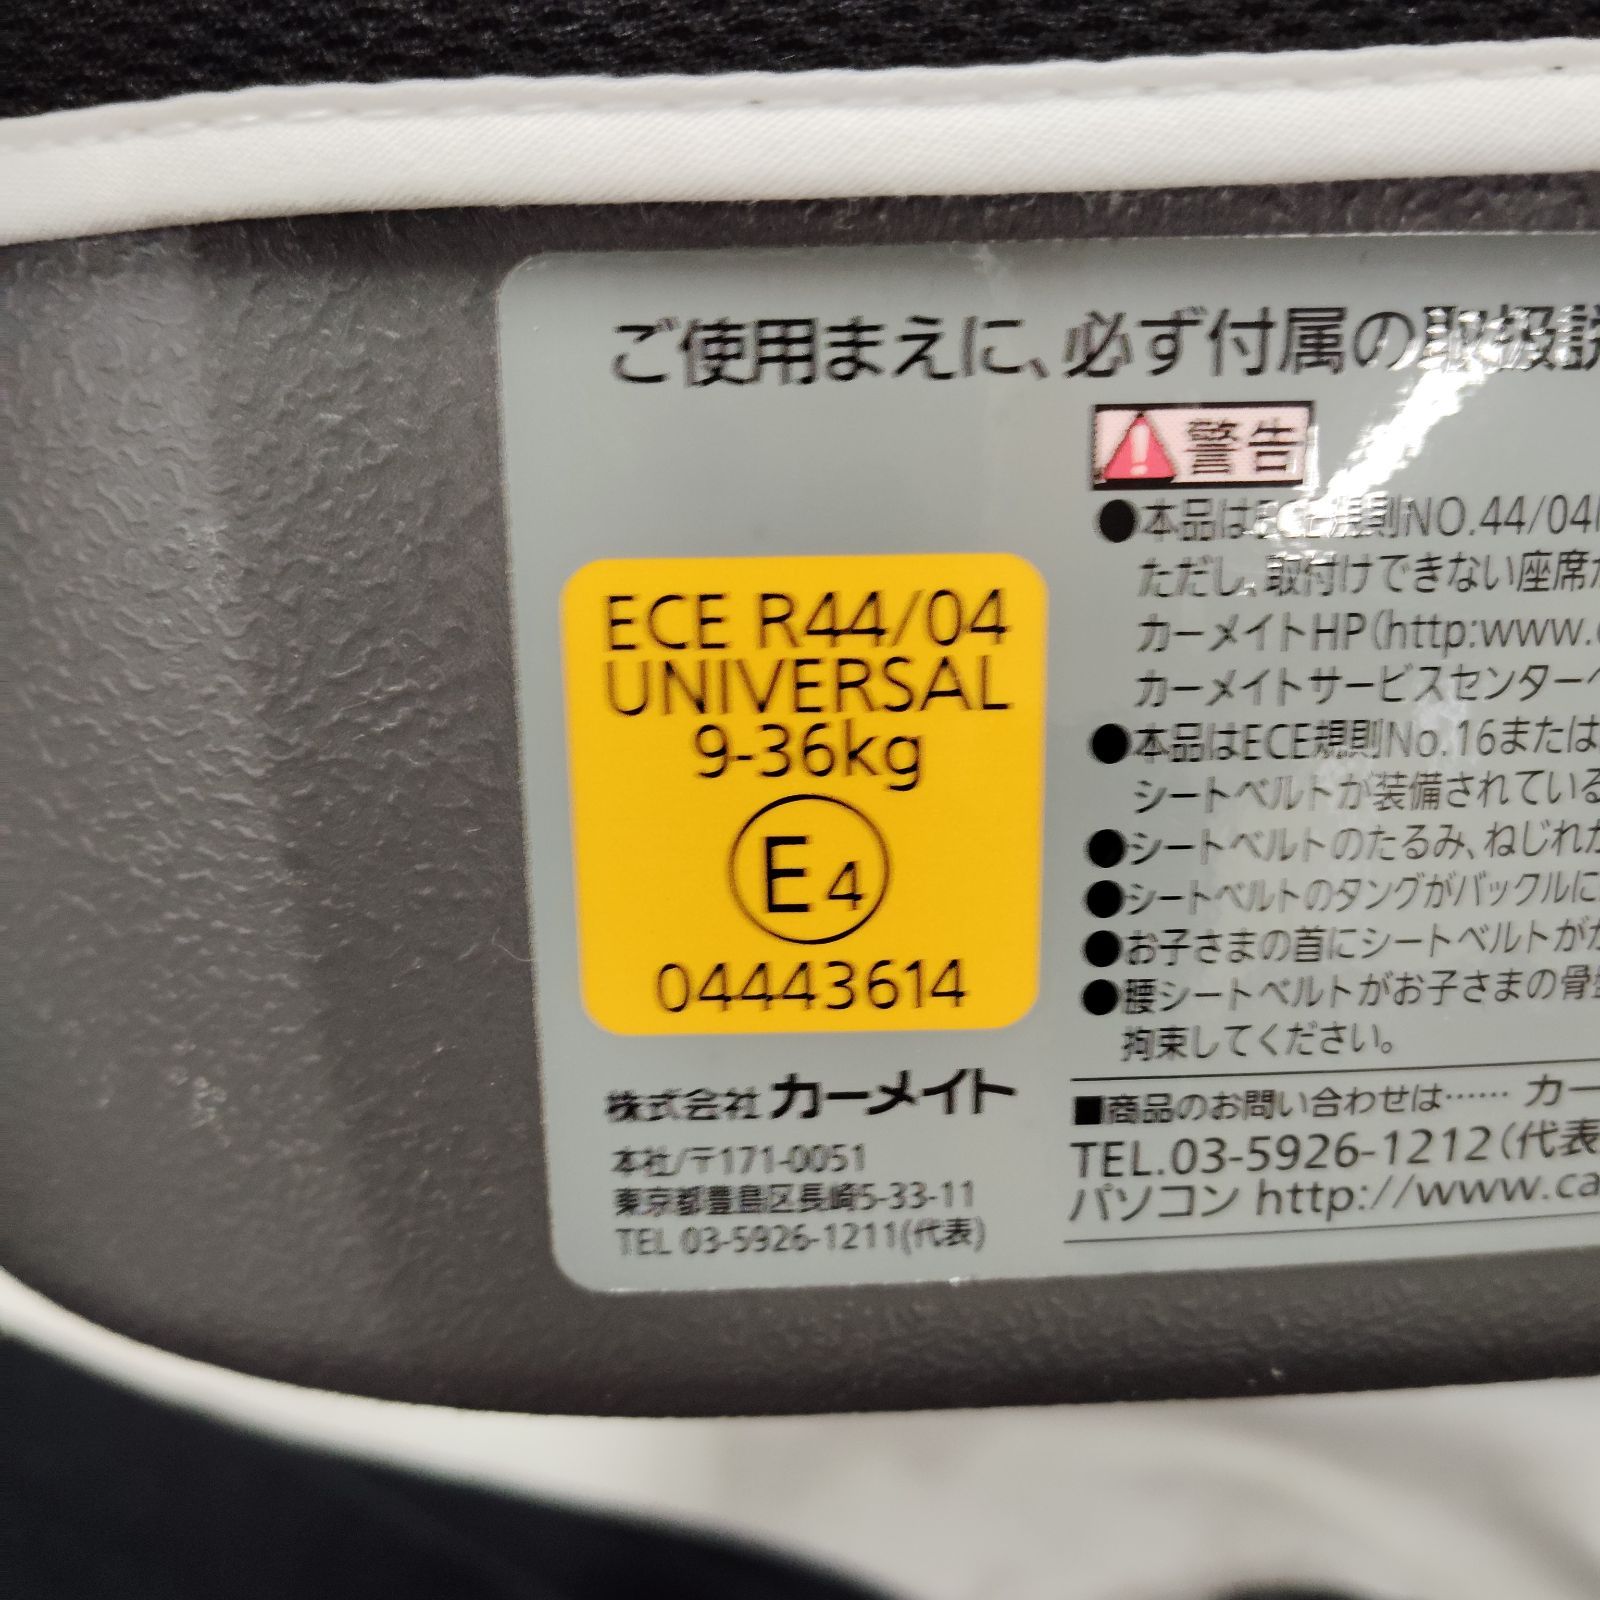 ご使用まえに、必ず付属の取扱説
警告
●本品はECE規則NO.44/04
ただし、取付けできない座席が
カーメイトHP(http:www.c
カーメイトサービスセンターへ
●本品はECE規則No.16または
シートベルトが装備されている
●シートベルトのたるみ、ねじれが
●シートベルトのタングがバックルに
●お子さまの首にシートベルトがか
●腰シートベルトがお子さまの骨盤
拘束してください。
■商品のお問い合わせは…… カー
TEL.03-5926-1212(代表
パソコン http://www.ca
ECE R44/04
UNIVERSAL
9-36kg
E4
04443614
株式会社 カーメイト
本社/〒171-0051
東京都豊島区長崎5-33-11
TEL 03-5926-1211(代表)